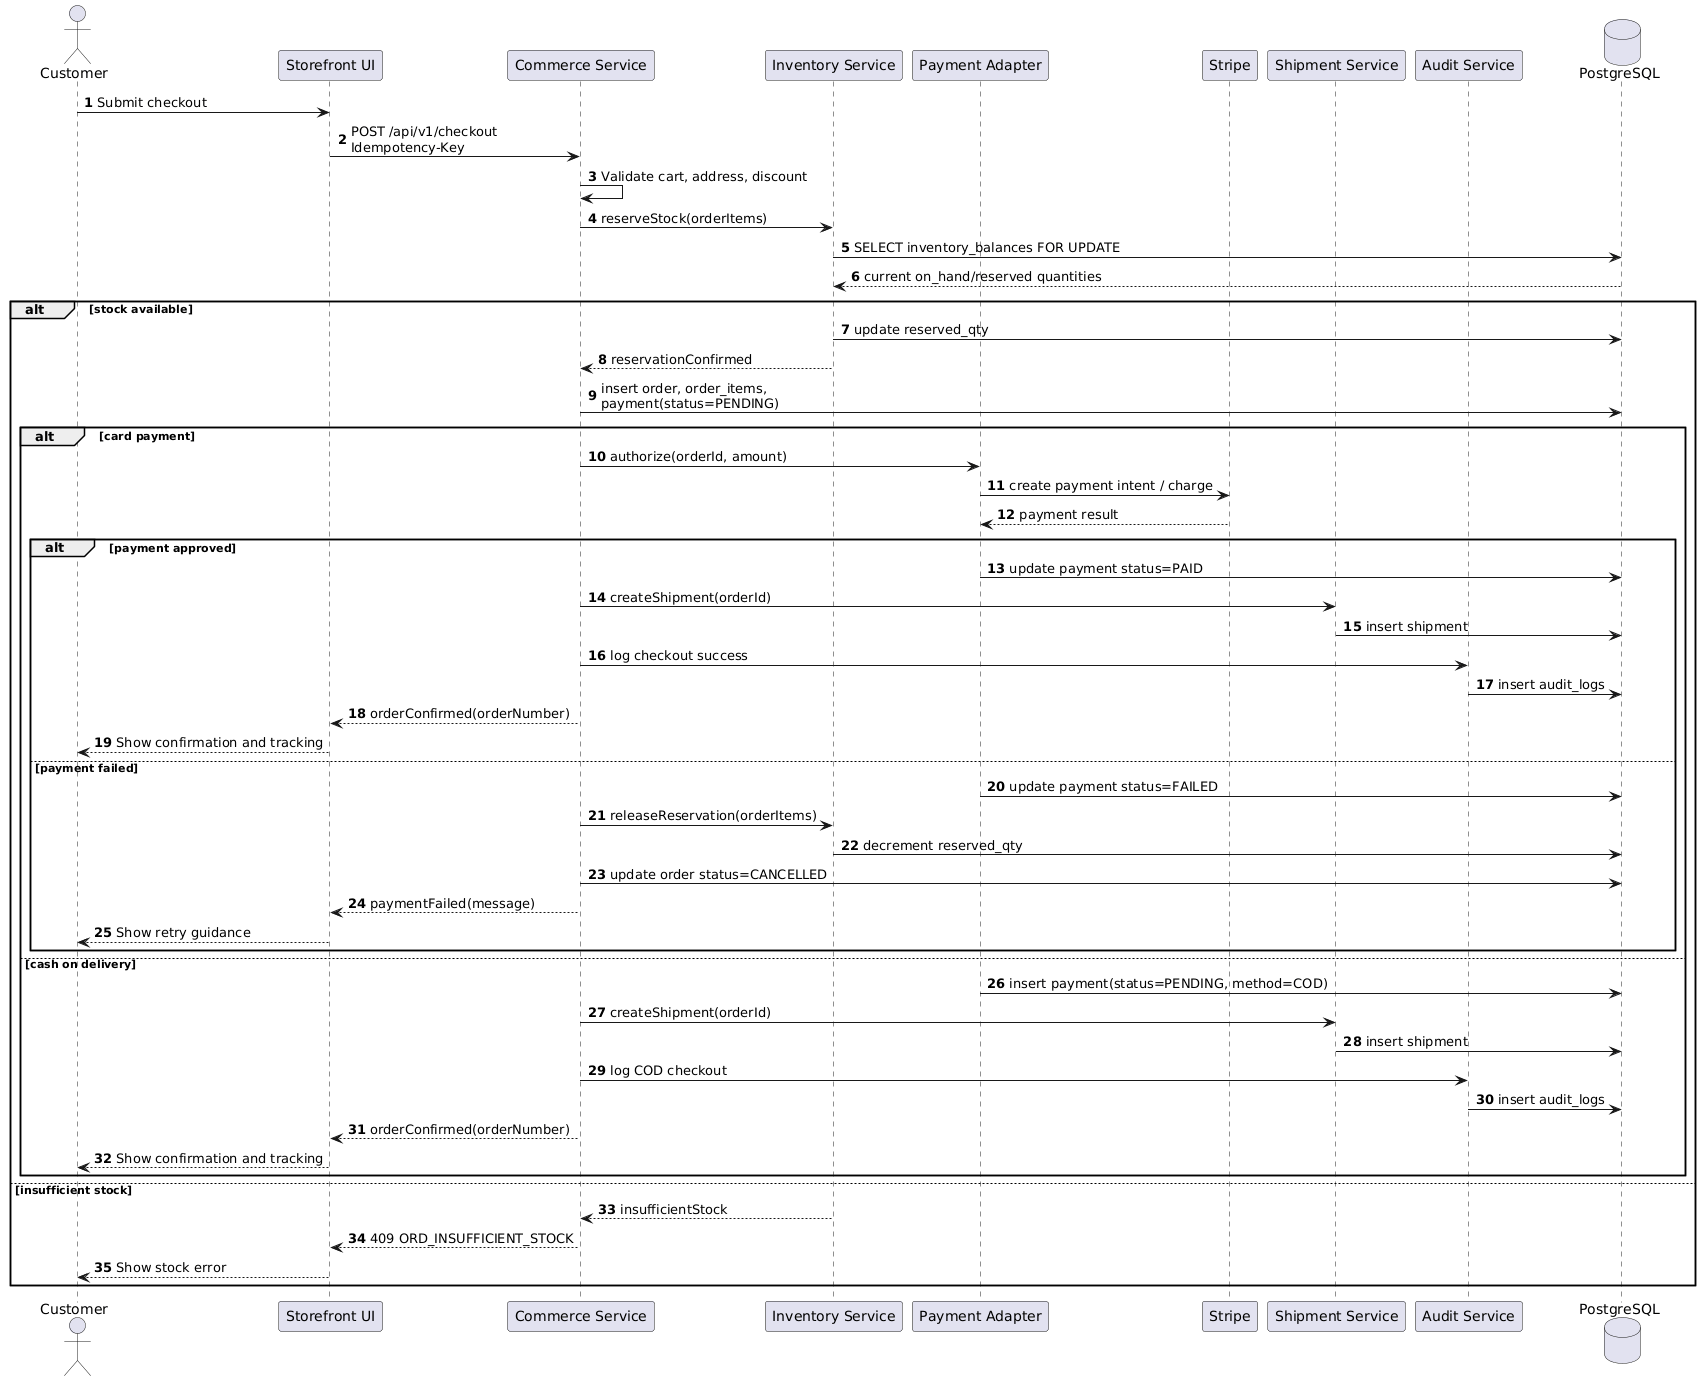 Customer
Storefront UI
Commerce Service
Inventory Service
Payment Adapter
Stripe
Shipment Service
Audit Service
PostgreSQL
1 Submit checkout
2 POST /api/v1/checkout
Idempotency-Key
3 Validate cart, address, discount
4 reserveStock(orderItems)
5 SELECT inventory_balances FOR UPDATE
6 current on_hand/reserved quantities
alt [stock available]
7 update reserved_qty
8 reservationConfirmed
9 insert order, order_items,
payment(status=PENDING)
alt [card payment]
10 authorize(orderId, amount)
11 create payment intent / charge
12 payment result
alt [payment approved]
13 update payment status=PAID
14 createShipment(orderId)
15 insert shipment
16 log checkout success
17 insert audit_logs
18 orderConfirmed(orderNumber)
19 Show confirmation and tracking
[payment failed]
20 update payment status=FAILED
21 releaseReservation(orderItems)
22 decrement reserved_qty
23 update order status=CANCELLED
24 paymentFailed(message)
25 Show retry guidance
[cash on delivery]
26 insert payment(status=PENDING, method=COD)
27 createShipment(orderId)
28 insert shipment
29 log COD checkout
30 insert audit_logs
31 orderConfirmed(orderNumber)
32 Show confirmation and tracking
[insufficient stock]
33 insufficientStock
34 409 ORD_INSUFFICIENT_STOCK
35 Show stock error
Customer
Storefront UI
Commerce Service
Inventory Service
Payment Adapter
Stripe
Shipment Service
Audit Service
PostgreSQL